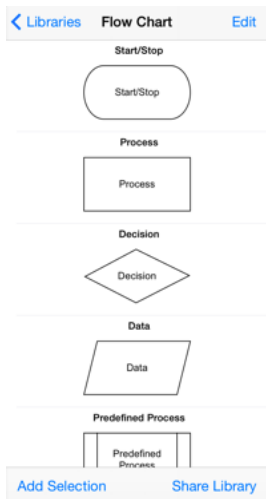 Libraries Flow Chart Edit
Start/Stop
Start/Stop
Process
Process
Decision
Decision
Data
Data
Predefined Process
Predefined
Process
Add Selection Share Library